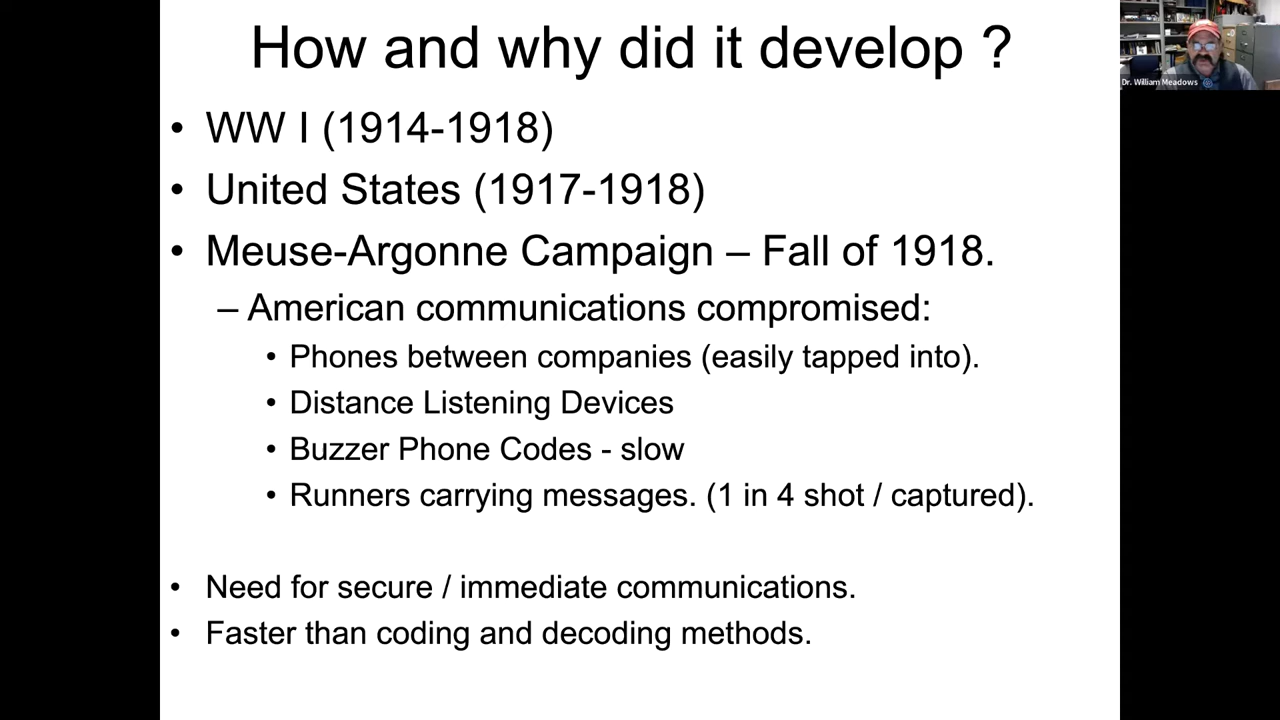 How and why did it develop ?
Dr. William Meadows
• WW I (1914-1918)
• United States (1917-1918)
• Meuse-Argonne Campaign – Fall of 1918.
– American communications compromised:
• Phones between companies (easily tapped into).
• Distance Listening Devices
• Buzzer Phone Codes - slow
• Runners carrying messages. (1 in 4 shot / captured).
• Need for secure / immediate communications.
• Faster than coding and decoding methods.